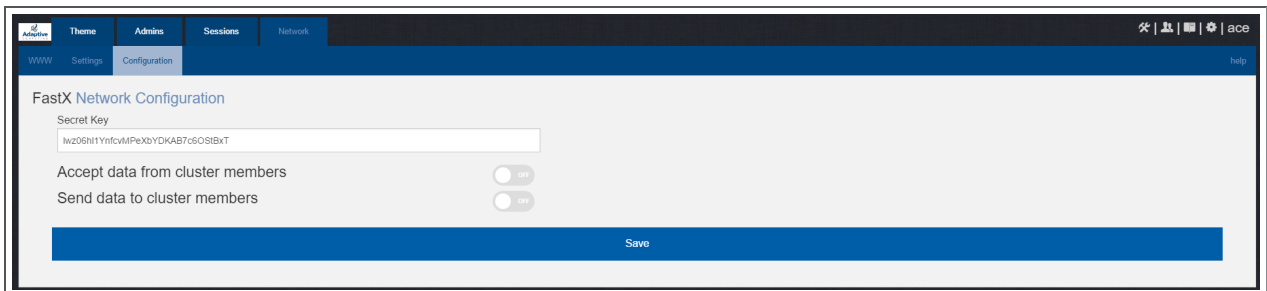 Adaptive
Theme Admins Sessions Network
| | | | ace
WWW Settings Configuration
help
FastX Network Configuration
Secret Key
Iwz06hI1YnfcvMPeXbYDKAB7c6OStBxT
Accept data from cluster members
OFF
Send data to cluster members
OFF
Save